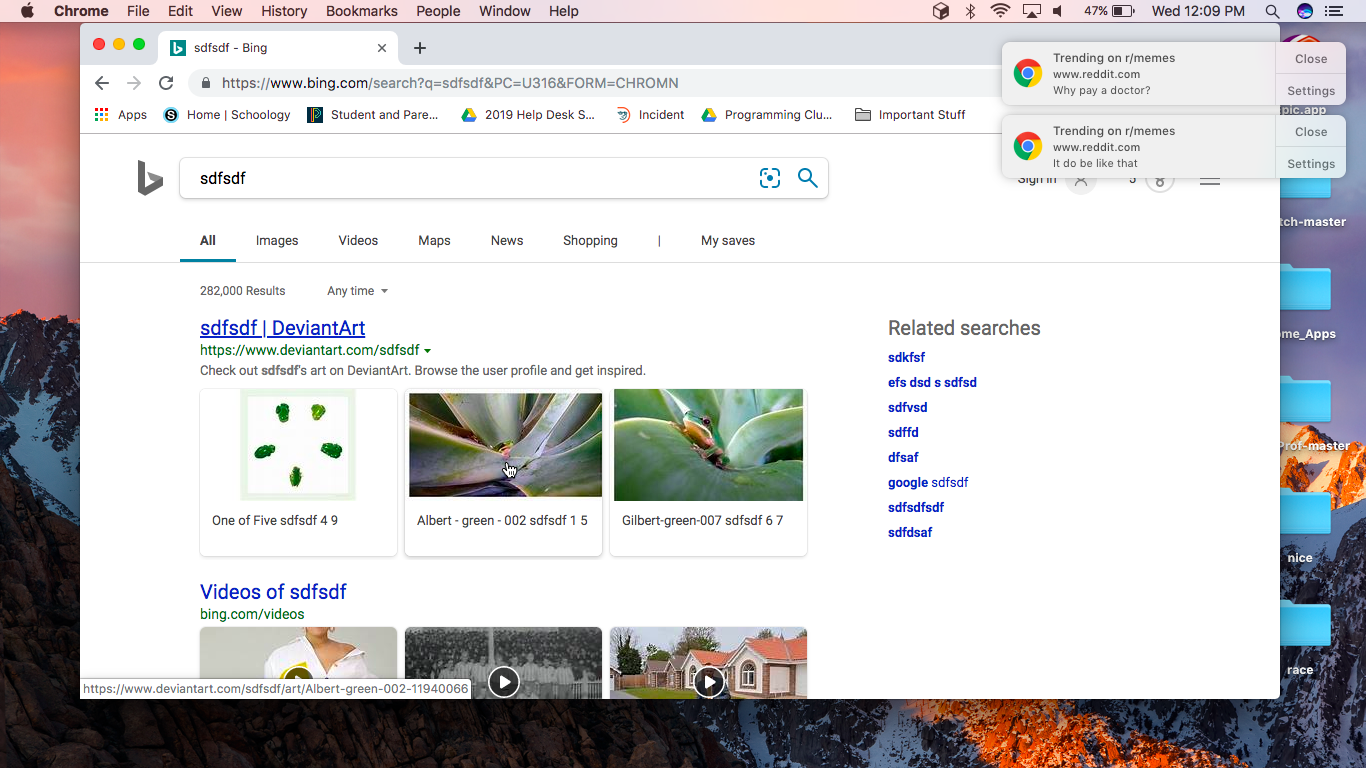 Chrome File Edit View History Bookmarks People Window Help 47% Wed 12:09 PM
sdfsdf - Bing
https://www.bing.com/search?q=sdfsdf&PC=U316&FORM=CHROMN
Apps Home | Schoology Student and Pare... 2019 Help Desk S... Incident Programming Clu... Important Stuff
Trending on r/memes
www.reddit.com
Why pay a doctor?
Close
Settings
Trending on r/memes
www.reddit.com
It do be like that
Close
Settings
sdfsdf
Sign in 5 8
All Images Videos Maps News Shopping | My saves
282,000 Results Any time
sdfsdf | DeviantArt
https://www.deviantart.com/sdfsdf
Check out sdfsdf's art on DeviantArt. Browse the user profile and get inspired.
One of Five sdfsdf 4 9
Albert - green - 002 sdfsdf 1 5
Gilbert-green-007 sdfsdf 6 7
Videos of sdfsdf
bing.com/videos
Related searches
sdkfsf
efs dsd s sdfsd
sdfvsd
sdffd
dfsaf
google sdfsdf
sdfsdfsdf
sdfdsaf
https://www.deviantart.com/sdfsdf/art/Albert-green-002-11940066
pic.app
tch-master
me_Apps
Prof-master
nice
race